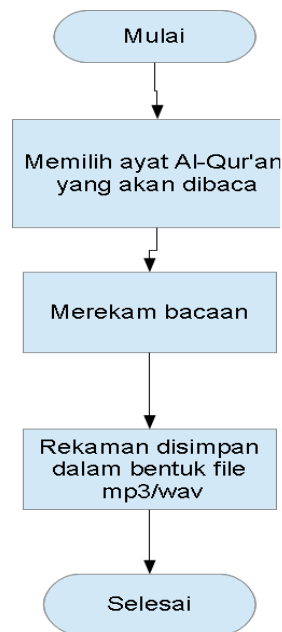 Mulai
Memilih ayat Al-Qur'an
yang akan dibaca
Merekam bacaan
Rekaman disimpan
dalam bentuk file
mp3/wav
Selesai